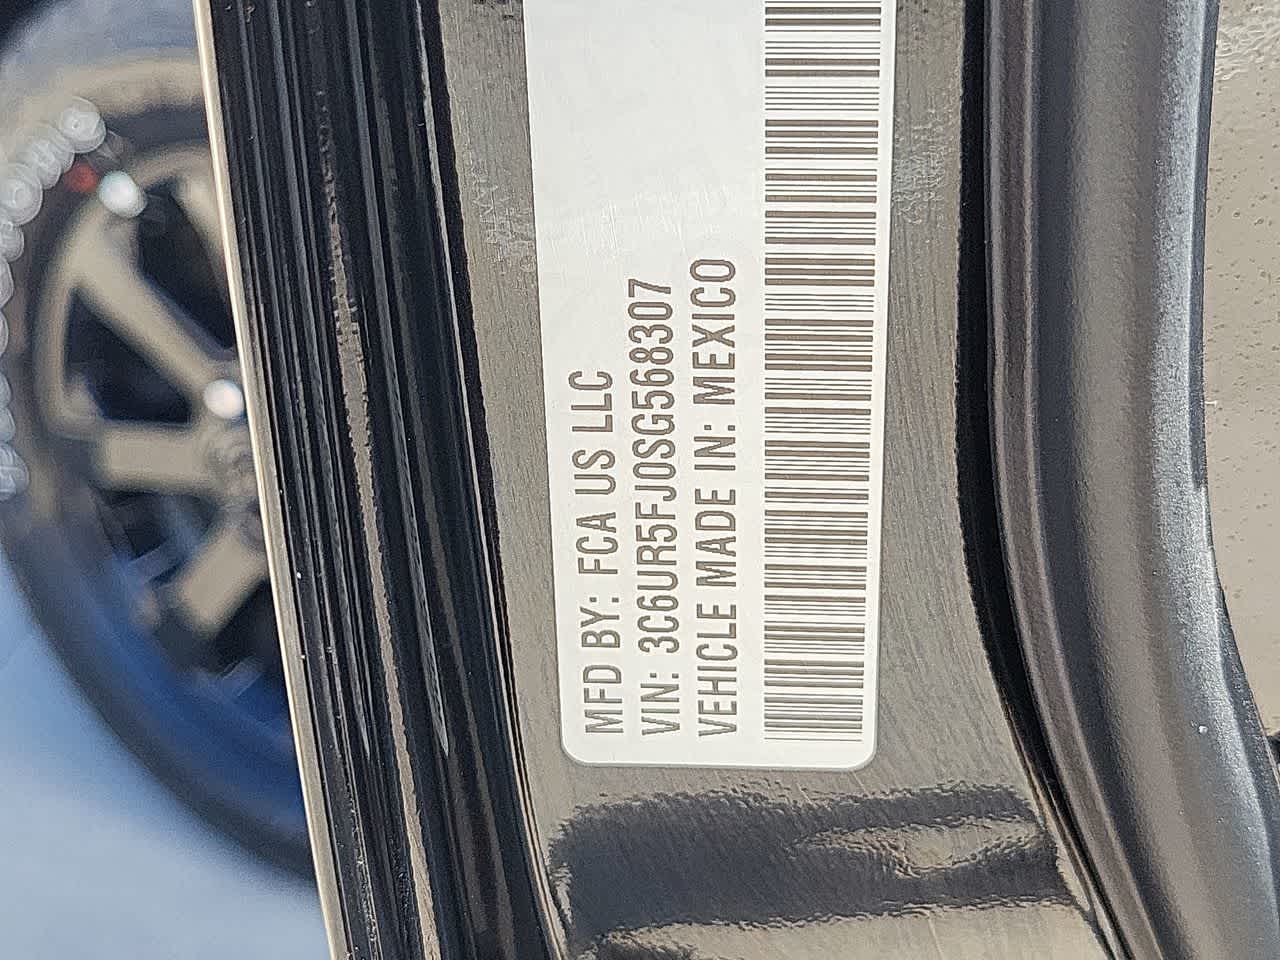 MFD BY: FCA US LLC
VIN: 3C6UR5FJ0SG568307
VEHICLE MADE IN: MEXICO